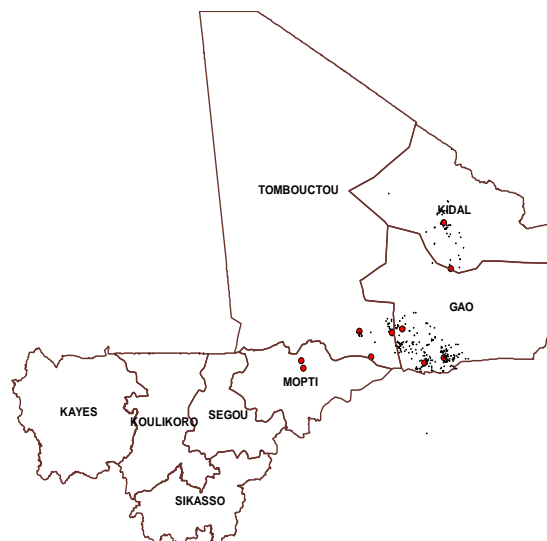 TOMBOUCTOU
KIDAL
GAO
MOPTI
KAYES
SEGOU
KOULIKORO
SIKASSO